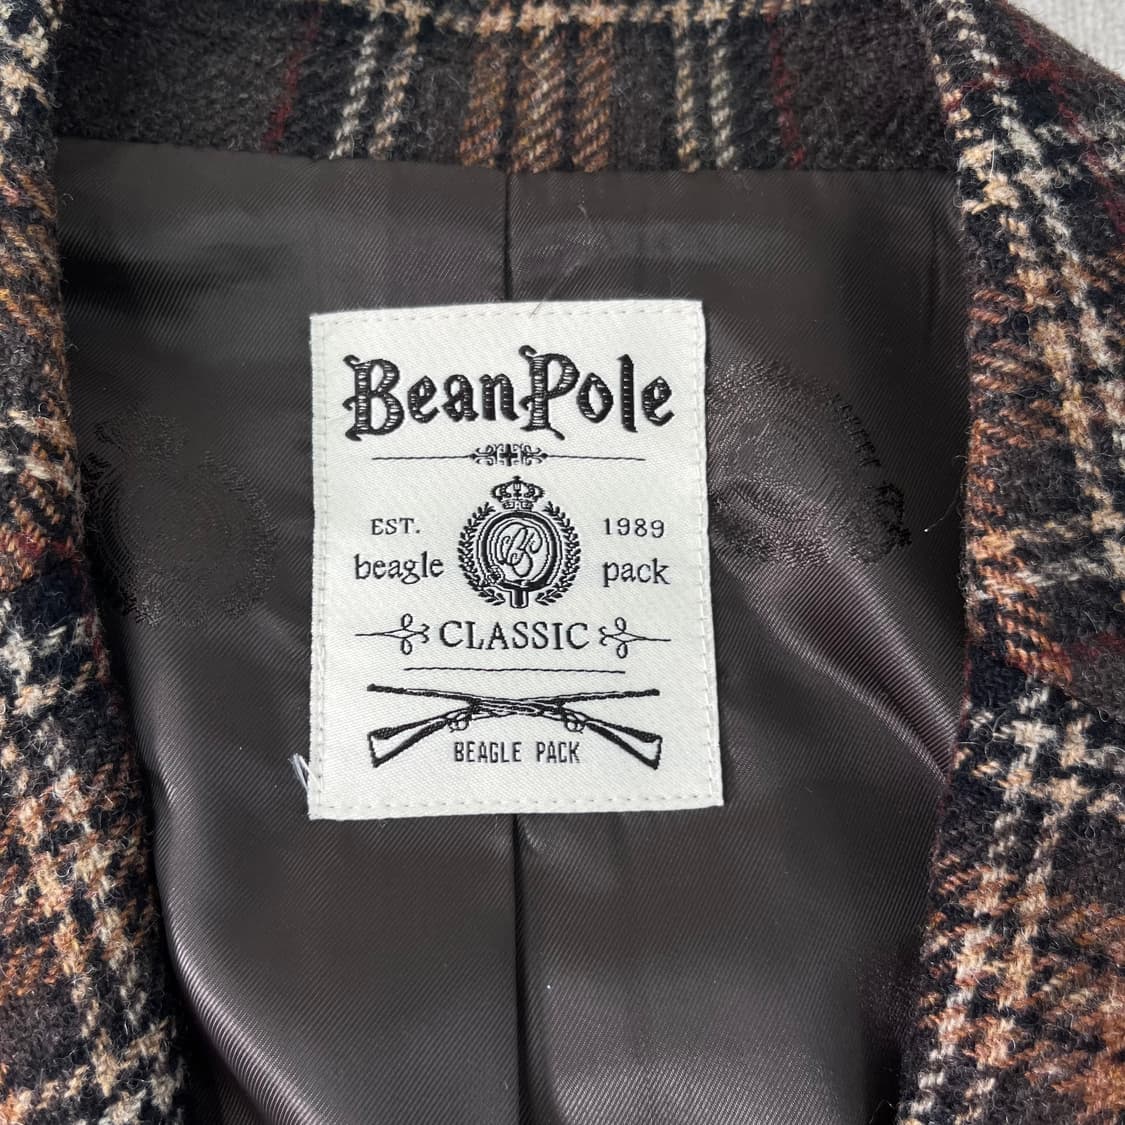 BeanPole
EST. 1989
beagle pack
CLASSIC
BEAGLE PACK